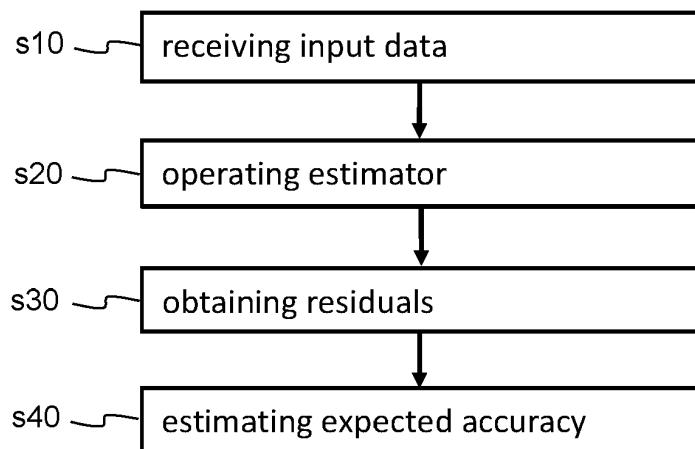 s10 receiving input data
s20 operating estimator
s30 obtaining residuals
s40 estimating expected accuracy